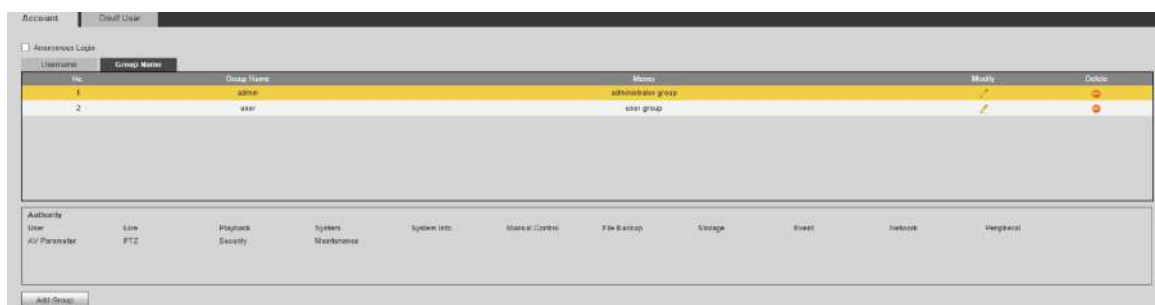 Account Onvif User
Anonymous Login
Username Group Name
No. Group Name Memo Modify Delete
1 admin administrator group
2 user user group
Authority
User Live Playback System System Info Manual Control File Backup Storage Event Network Peripheral
AV Parameter PTZ Security Maintenance
Add Group